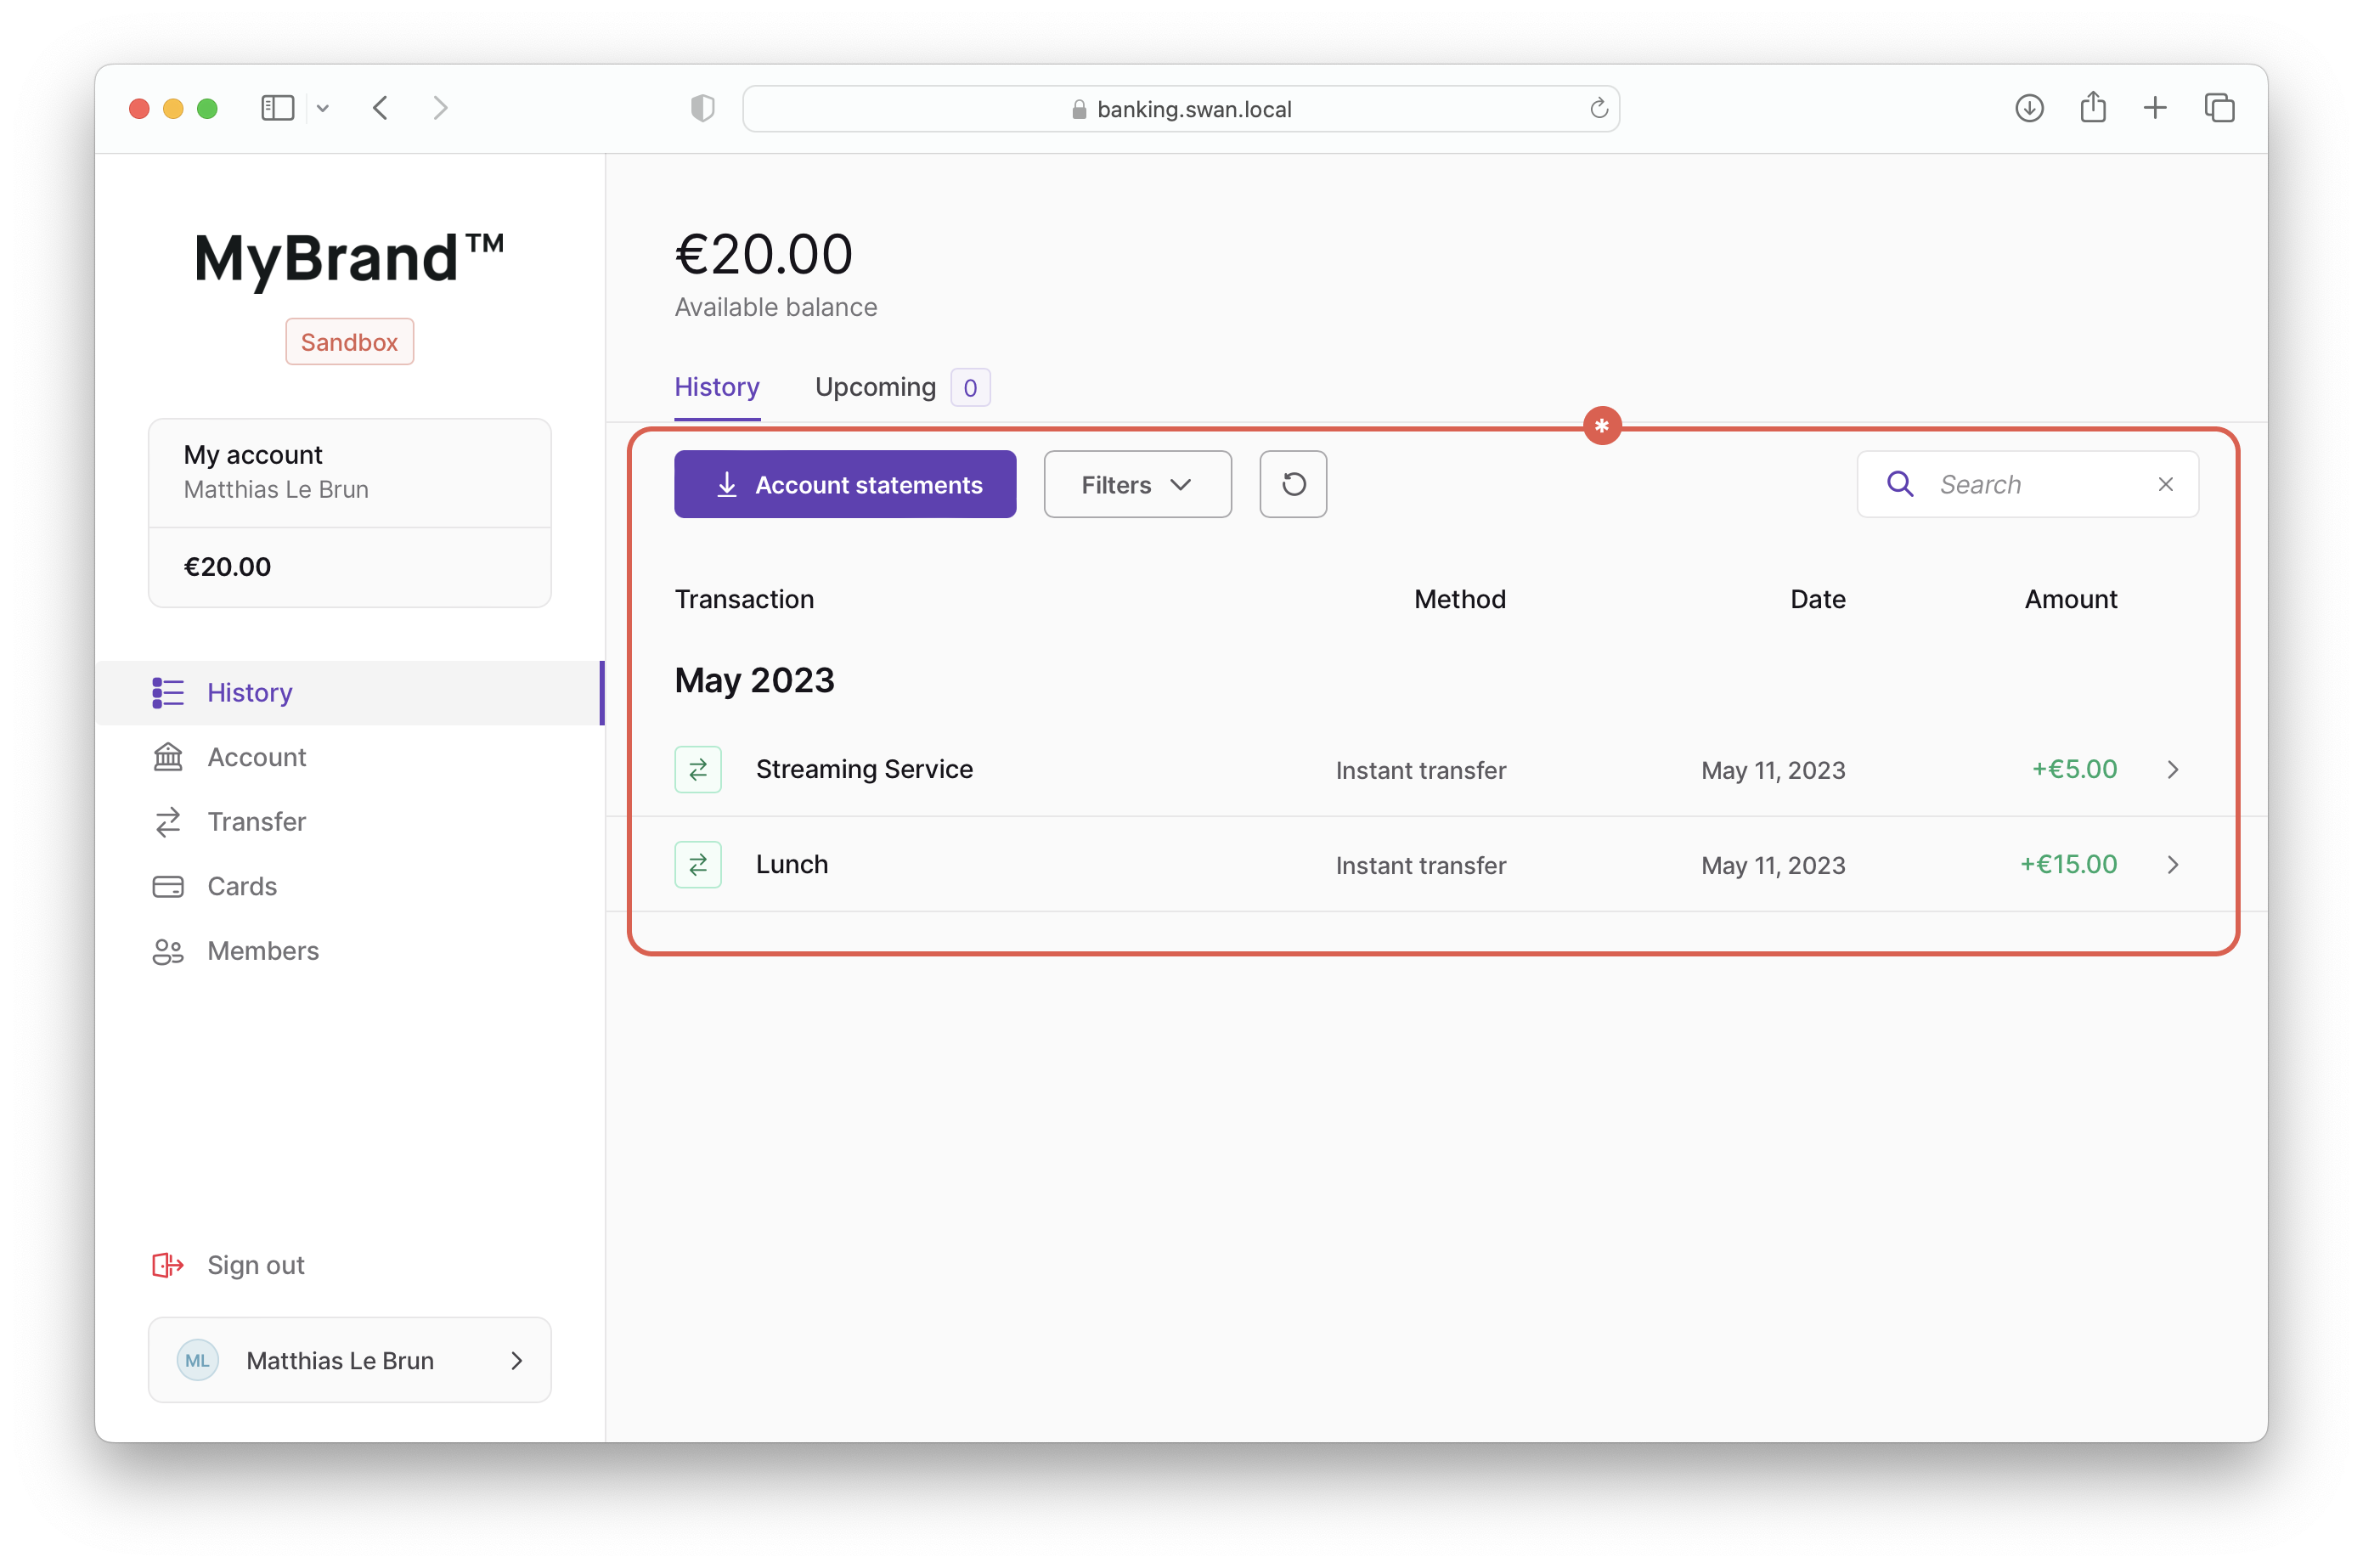 banking.swan.local
MyBrand™
Sandbox
My account
Matthias Le Brun
€20.00
History
Account
Transfer
Cards
Members
Sign out
ML Matthias Le Brun
€20.00
Available balance
History Upcoming 0
Account statements Filters Search
Transaction Method Date Amount
May 2023
Streaming Service Instant transfer May 11, 2023 +€5.00
Lunch Instant transfer May 11, 2023 +€15.00